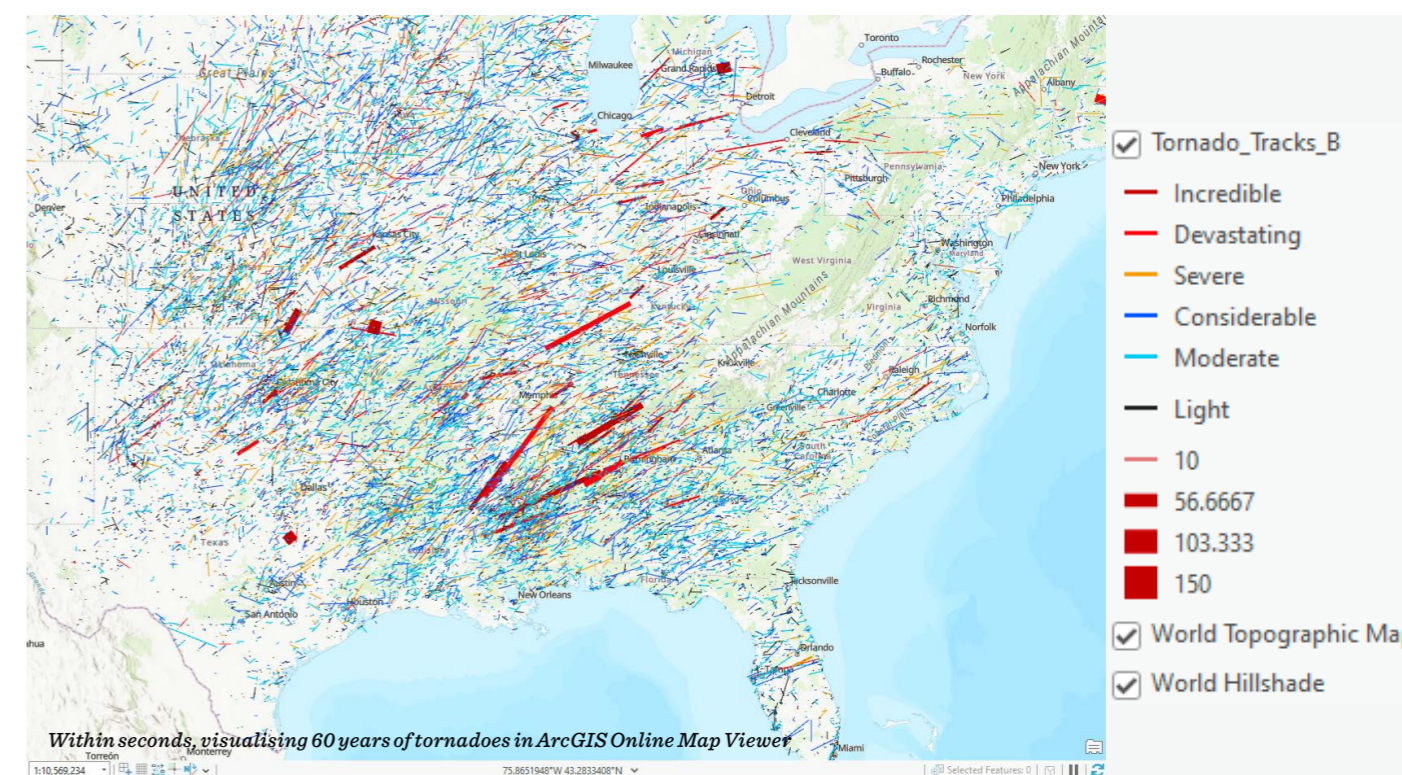 Toronto
Michigan
Rochester
Milwaukee
Grand Rapids
Buffalo
New York
Appalachian Mounta
Albany
Great Plains
Detroit
Chicago
Cleveland
Nebraska
Pennsylvania
New York
Pittsburgh
UNITED
STATES
Ohio
Columbus
Philadelphia
Denver
Indianapolis
Kansas City
Cincinnati
Washington
Maryland
St Louis
West Virginia
Louisville
Missouri
Kentucky
Richmond
Virginia
Appalachian Mountains
Norfolk
Nashville
Knoxville
Oklahoma
Tennessee
Piedmont
Raleigh
Oklahoma City
Memphis
Charlotte
Greenville
South
Carolina
Atlanta
Birmingham
Dallas
Texas
Florida
Jacksonville
Austin
New Orleans
Houston
San Antonio
hua
Orlando
Tampa
Within seconds, visualising 60 years of tornadoes in ArcGIS Online Map Viewer
Monterrey
Torreón
Miami
1:10,569,234
75.8651948°W 43.2833408°N
Selected Features: 0
Tornado_Tracks_B
Incredible
Devastating
Severe
Considerable
Moderate
Light
10
56.6667
103.333
150
World Topographic Ma
World Hillshade